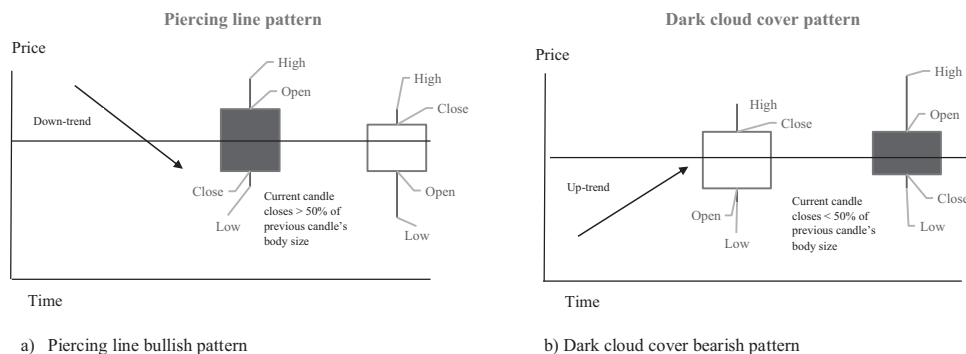 Piercing line pattern
Price
High
Open
High
Close
Down-trend
Close
Low
Current candle
closes > 50% of
previous candle's
body size
Open
Low
Time
a) Piercing line bullish pattern
Dark cloud cover pattern
Price
High
Open
High
Close
Up-trend
Open
Low
Current candle
closes < 50% of
previous candle's
body size
Close
Low
Time
b) Dark cloud cover bearish pattern